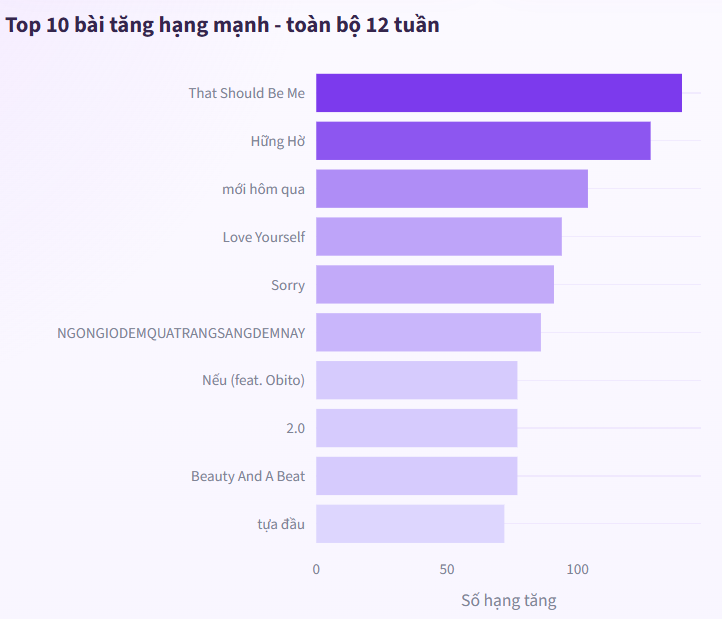 Top 10 bài tăng hạng mạnh - toàn bộ 12 tuần
That Should Be Me
Hững Hờ
mới hôm qua
Love Yourself
Sorry
NGONGIODEMQUATRANGSANGDEMNAY
Nếu (feat. Obito)
2.0
Beauty And A Beat
tựa đầu
0 50 100
Số hạng tăng